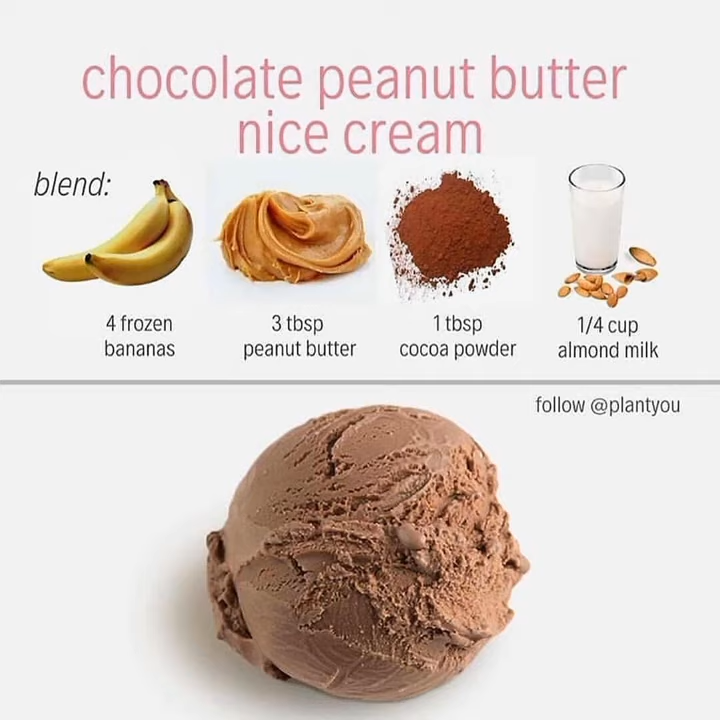 chocolate peanut butter
nice cream
blend:
4 frozen
bananas
3 tbsp
peanut butter
1 tbsp
cocoa powder
1/4 cup
almond milk
follow @plantyou